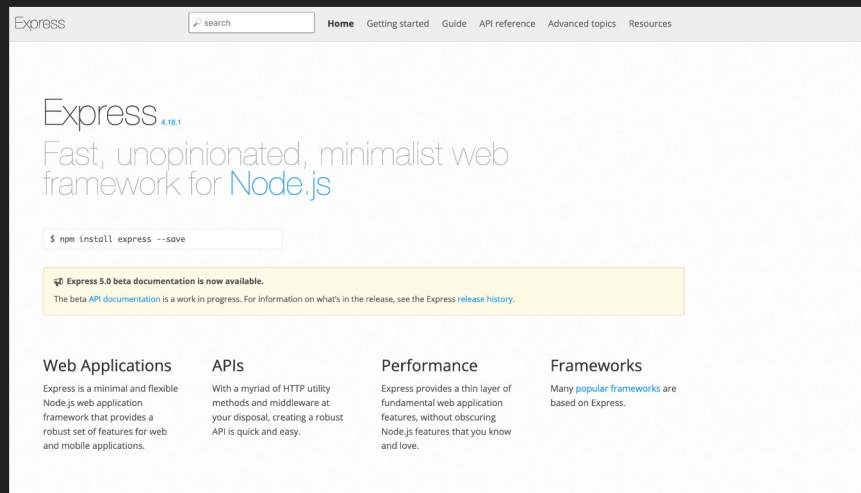 Express
search
Home Getting started Guide API reference Advanced topics Resources
Express 4.18.1
Fast, unopinionated, minimalist web
framework for Node.js
$ npm install express --save
Express 5.0 beta documentation is now available.
The beta API documentation is a work in progress. For information on what's in the release, see the Express release history.
Web Applications
Express is a minimal and flexible
Node.js web application
framework that provides a
robust set of features for web
and mobile applications.
APIs
With a myriad of HTTP utility
methods and middleware at
your disposal, creating a robust
API is quick and easy.
Performance
Express provides a thin layer of
fundamental web application
features, without obscuring
Node.js features that you know
and love.
Frameworks
Many popular frameworks are
based on Express.